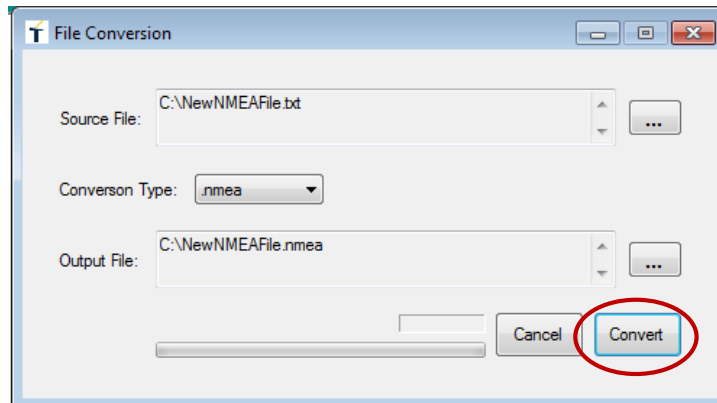 File Conversion
Source File:
C:\NewNMEAFile.txt
...
Converson Type:
.nmea
Output File:
C:\NewNMEAFile.nmea
...
Cancel
Convert